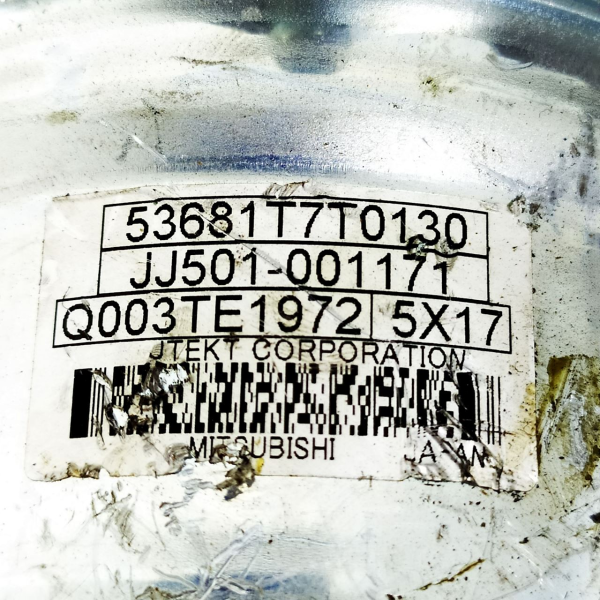 53681T7T0130
JJ501-001171
Q003TE1972 5X17
JTEKT CORPORATION
MITSUBISHI JAPAN